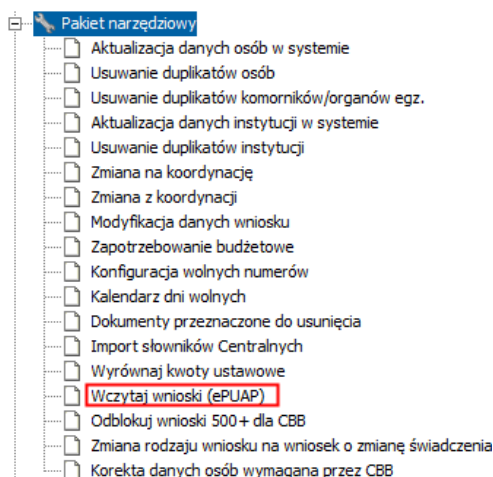 Pakiet narzędziowy
Aktualizacja danych osób w systemie
Usuwanie duplikatów osób
Usuwanie duplikatów komorników/organów egz.
Aktualizacja danych instytucji w systemie
Usuwanie duplikatów instytucji
Zmiana na koordynację
Zmiana z koordynacji
Modyfikacja danych wniosku
Zapotrzebowanie budżetowe
Konfiguracja wolnych numerów
Kalendarz dni wolnych
Dokumenty przeznaczone do usunięcia
Import słowników Centralnych
Wyrównaj kwoty ustawowe
Wczytaj wnioski (ePUAP)
Odblokuj wnioski 500+ dla CBB
Zmiana rodzaju wniosku na wniosek o zmianę świadczenia
Korekta danych osób wymagana przez CBB